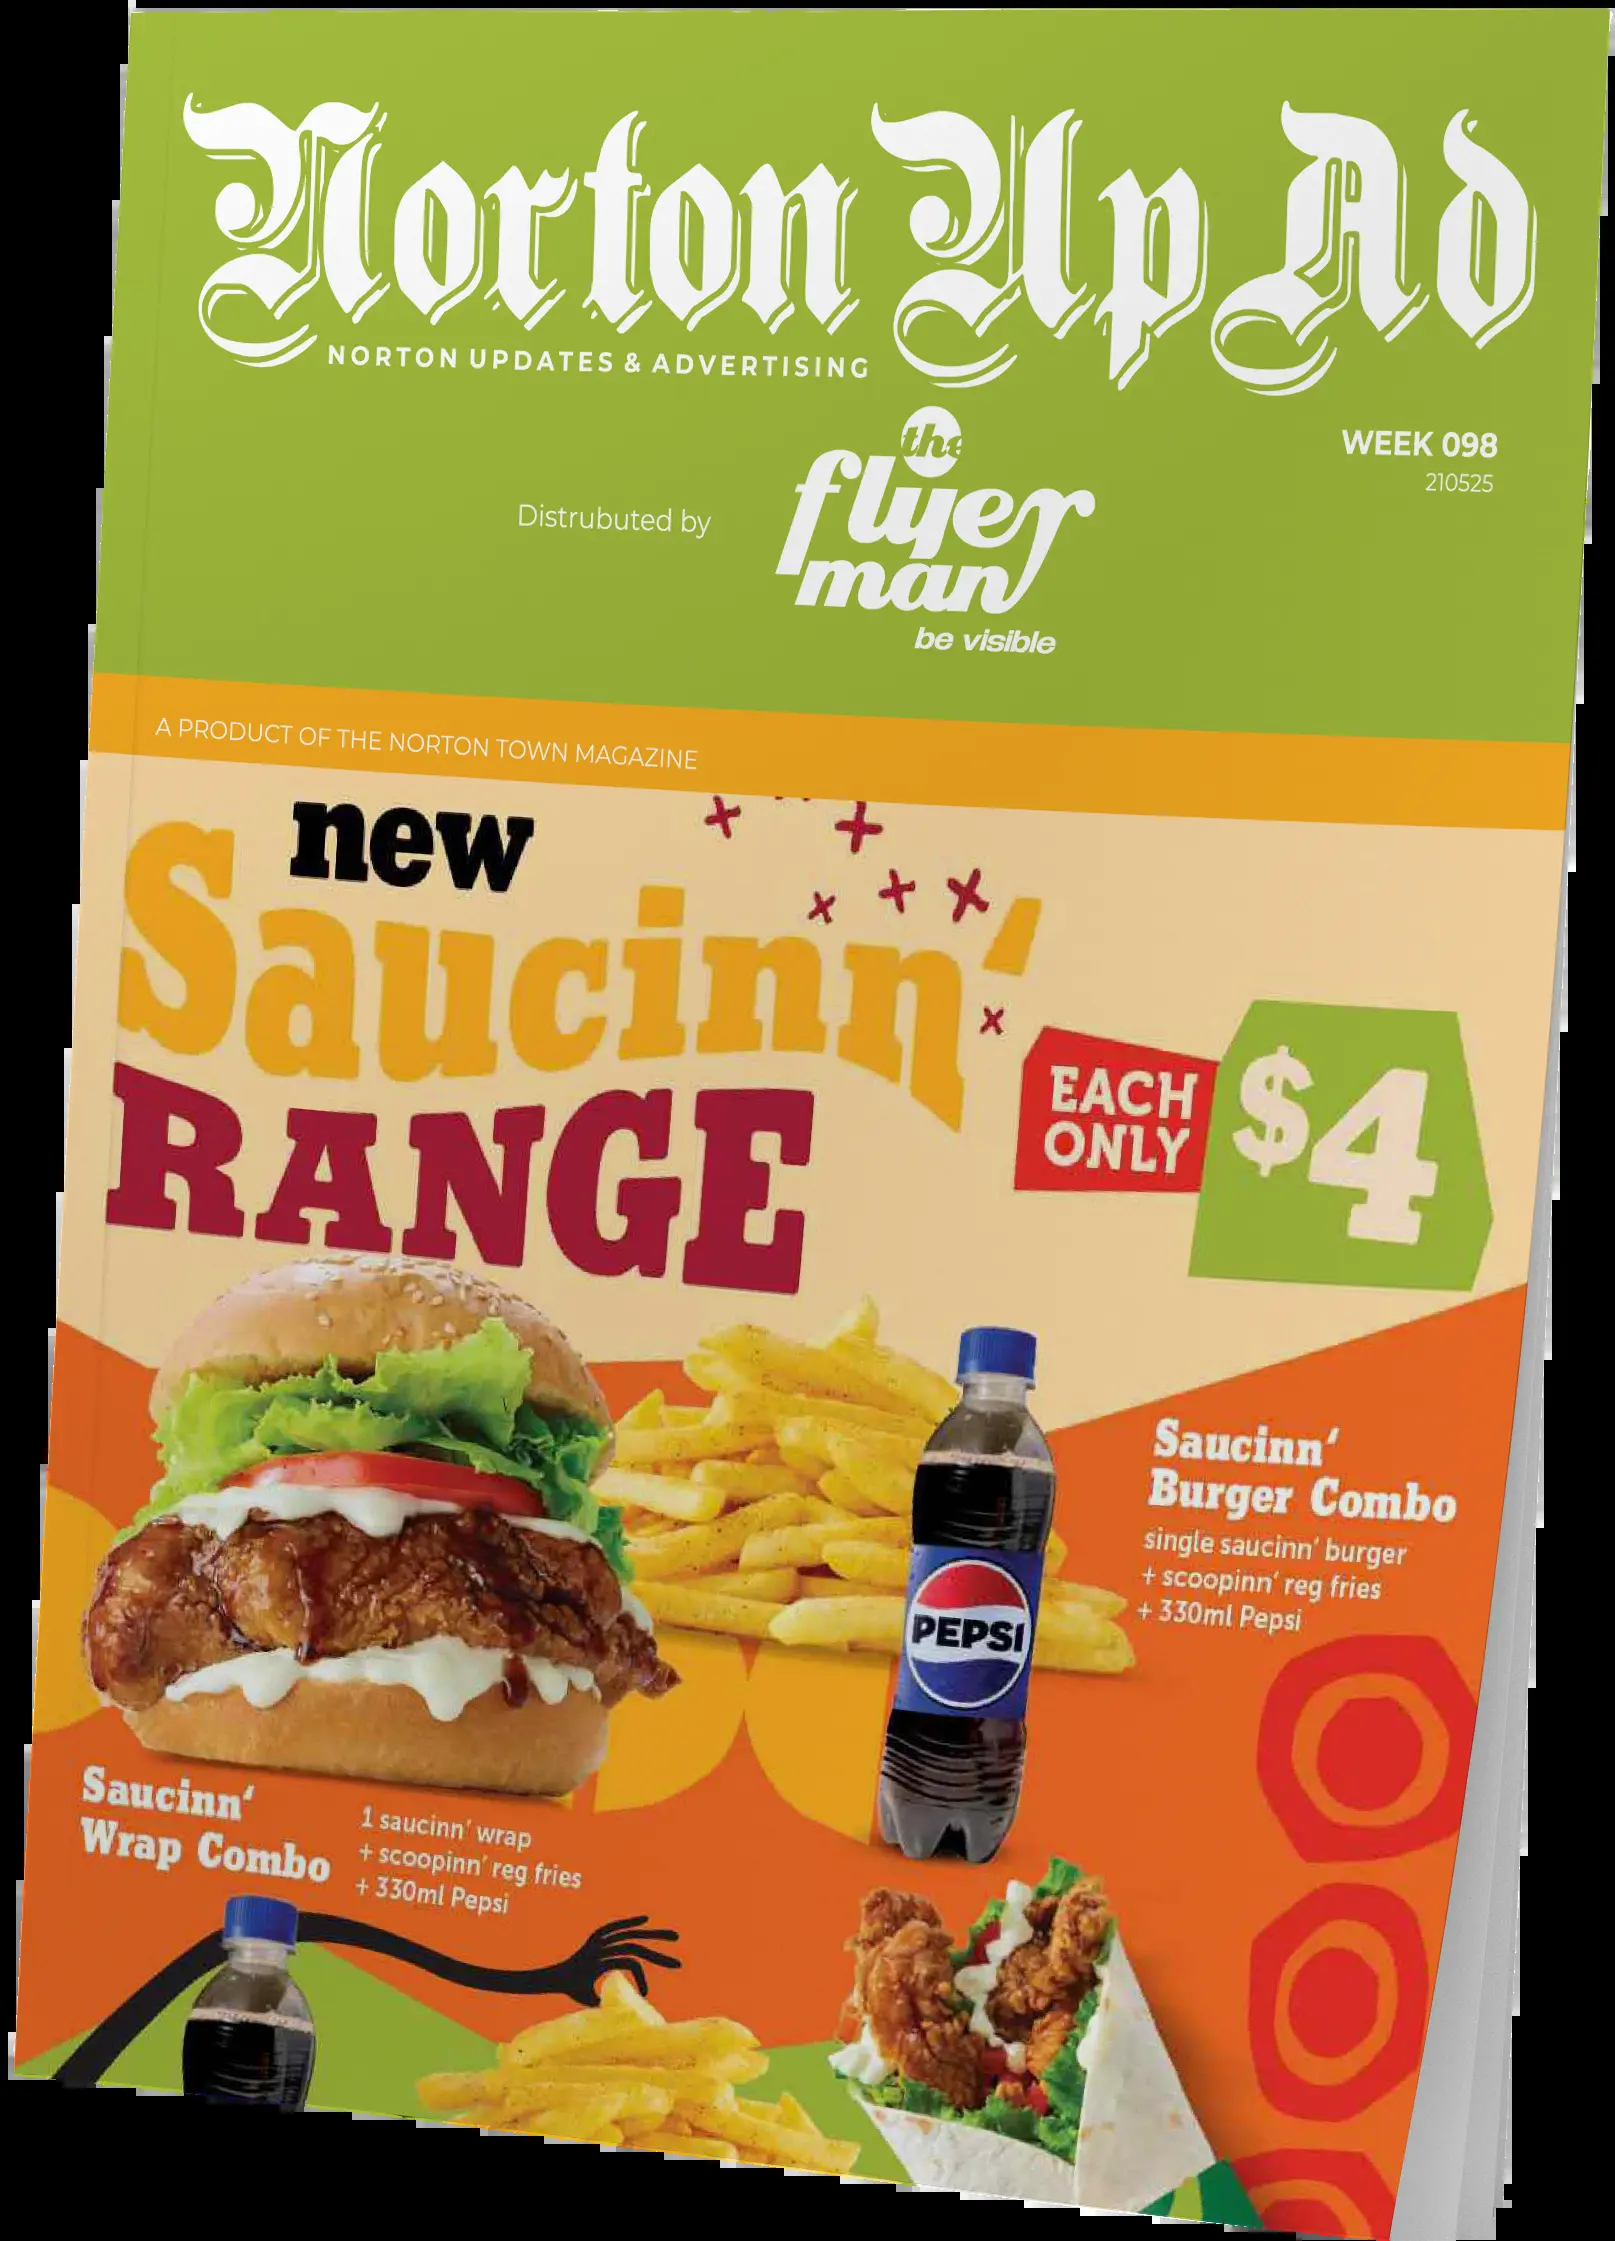 Norton Up Ad
NORTON UPDATES & ADVERTISING
WEEK 098
210525
Distrubuted by
the
flyer
man
be visible
A PRODUCT OF THE NORTON TOWN MAGAZINE
new
Saucinn'
RANGE
EACH
ONLY
$4
Saucinn'
Burger Combo
single saucinn' burger
+ scoopinn' reg fries
+ 330ml Pepsi
PEPSI
Saucinn'
Wrap Combo
1 saucinn' wrap
+ scoopinn' reg fries
+ 330ml Pepsi